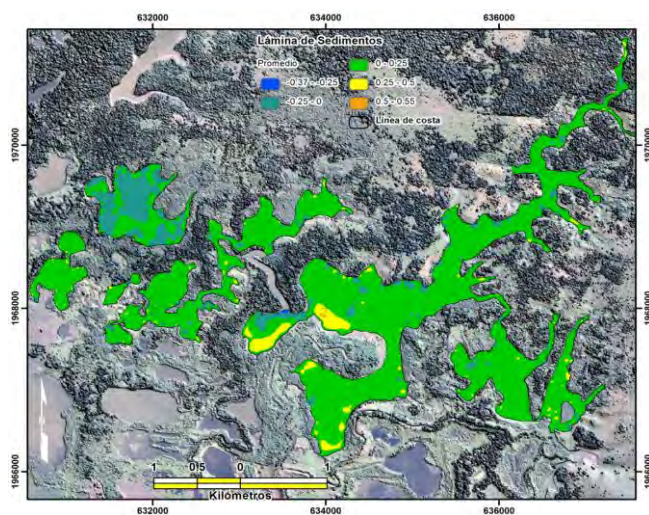 632000 634000 636000
Lámina de Sedimentos
Promedio
-0.37 - -0.25
-0.25 - 0
0 - 0.25
0.25 - 0.5
0.5 - 0.55
Línea de costa
1970000 1970000
1968000 1968000
1966000 1966000
1 0.5 0 1
Kilómetros
632000 634000 636000